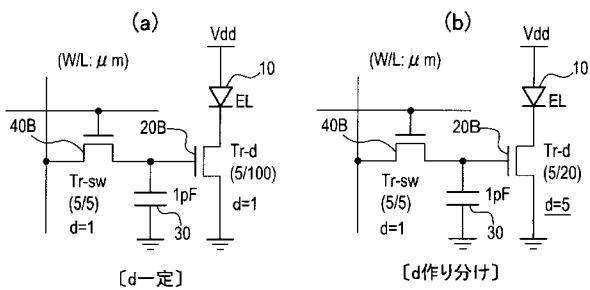 (a)
Vdd
(W/L: μm)
10
EL
40B
20B
Tr-d
(5/100)
Tr-sw
(5/5)
d=1
1pF
30
d=1
〔d一定〕
(b)
Vdd
(W/L: μm)
10
EL
40B
20B
Tr-d
(5/20)
Tr-sw
(5/5)
d=1
1pF
30
d=5
〔d作り分け〕